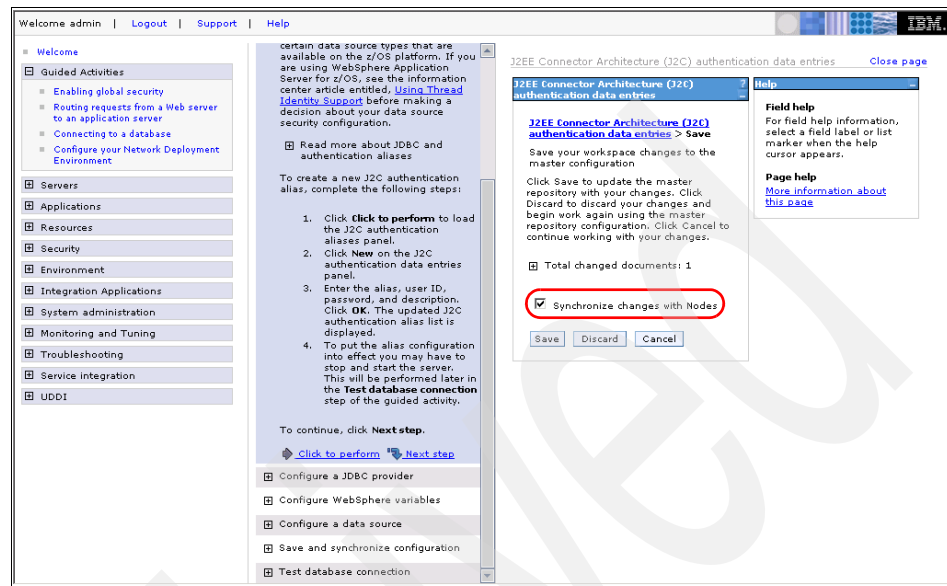 Welcome admin | Logout | Support | Help
IBM.
Welcome
Guided Activities
Enabling global security
Routing requests from a Web server
to an application server
Connecting to a database
Configure your Network Deployment
Environment
Servers
Applications
Resources
Security
Environment
Integration Applications
System administration
Monitoring and Tuning
Troubleshooting
Service integration
UDDI
certain data source types that are
available on the z/OS platform. If you
are using WebSphere Application
Server for z/OS, see the information
center article entitled, Using Thread
Identity Support before making a
decision about your data source
security configuration.
Read more about JDBC and
authentication aliases
To create a new J2C authentication
alias, complete the following steps:
1. Click Click to perform to load
the J2C authentication
aliases panel.
2. Click New on the J2C
authentication data entries
panel.
3. Enter the alias, user ID,
password, and description.
Click OK. The updated J2C
authentication alias list is
displayed.
4. To put the alias configuration
into effect you may have to
stop and start the server.
This will be performed later in
the Test database connection
step of the guided activity.
To continue, click Next step.
Click to perform Next step
Configure a JDBC provider
Configure WebSphere variables
Configure a data source
Save and synchronize configuration
Test database connection
J2EE Connector Architecture (J2C) authentication data entries Close page
J2EE Connector Architecture (J2C)
authentication data entries
?
J2EE Connector Architecture (J2C)
authentication data entries > Save
Save your workspace changes to the
master configuration
Click Save to update the master
repository with your changes. Click
Discard to discard your changes and
begin work again using the master
repository configuration. Click Cancel to
continue working with your changes.
Total changed documents: 1
Synchronize changes with Nodes
Save Discard Cancel
Help
Field help
For field help information,
select a field label or list
marker when the help
cursor appears.
Page help
More information about
this page